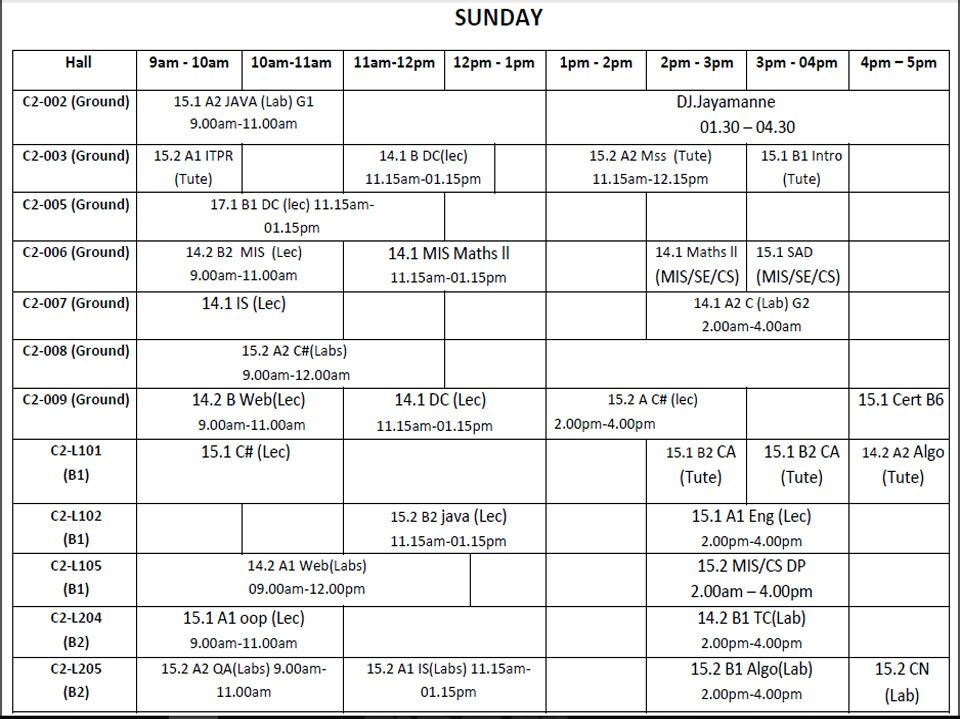 SUNDAY
Hall 9am - 10am 10am-11am 11am-12pm 12pm - 1pm 1pm - 2pm 2pm - 3pm 3pm - 04pm 4pm – 5pm
C2-002 (Ground) 15.1 A2 JAVA (Lab) G1 DJ.Jayamanne
9.00am-11.00am 01.30 – 04.30
C2-003 (Ground) 15.2 A1 ITPR 14.1 B DC(lec) 15.2 A2 Mss (Tute) 15.1 B1 Intro
(Tute) 11.15am-01.15pm 11.15am-12.15pm (Tute)
C2-005 (Ground) 17.1 B1 DC (lec) 11.15am-
01.15pm
C2-006 (Ground) 14.2 B2 MIS (Lec) 14.1 MIS Maths ll 14.1 Maths ll 15.1 SAD
9.00am-11.00am 11.15am-01.15pm (MIS/SE/CS) (MIS/SE/CS)
C2-007 (Ground) 14.1 IS (Lec) 14.1 A2 C (Lab) G2
2.00am-4.00am
C2-008 (Ground) 15.2 A2 C#(Labs)
9.00am-12.00am
C2-009 (Ground) 14.2 B Web(Lec) 14.1 DC (Lec) 15.2 A C# (lec) 15.1 Cert B6
9.00am-11.00am 11.15am-01.15pm 2.00pm-4.00pm
C2-L101 15.1 C# (Lec) 15.1 B2 CA 15.1 B2 CA 14.2 A2 Algo
(B1) (Tute) (Tute) (Tute)
C2-L102 15.2 B2 java (Lec) 15.1 A1 Eng (Lec)
(B1) 11.15am-01.15pm 2.00pm-4.00pm
C2-L105 14.2 A1 Web(Labs) 15.2 MIS/CS DP
(B1) 09.00am-12.00pm 2.00am – 4.00pm
C2-L204 15.1 A1 oop (Lec) 14.2 B1 TC(Lab)
(B2) 9.00am-11.00am 2.00pm-4.00pm
C2-L205 15.2 A2 QA(Labs) 9.00am- 15.2 A1 IS(Labs) 11.15am- 15.2 B1 Algo(Lab) 15.2 CN
(B2) 11.00am 01.15pm 2.00pm-4.00pm (Lab)